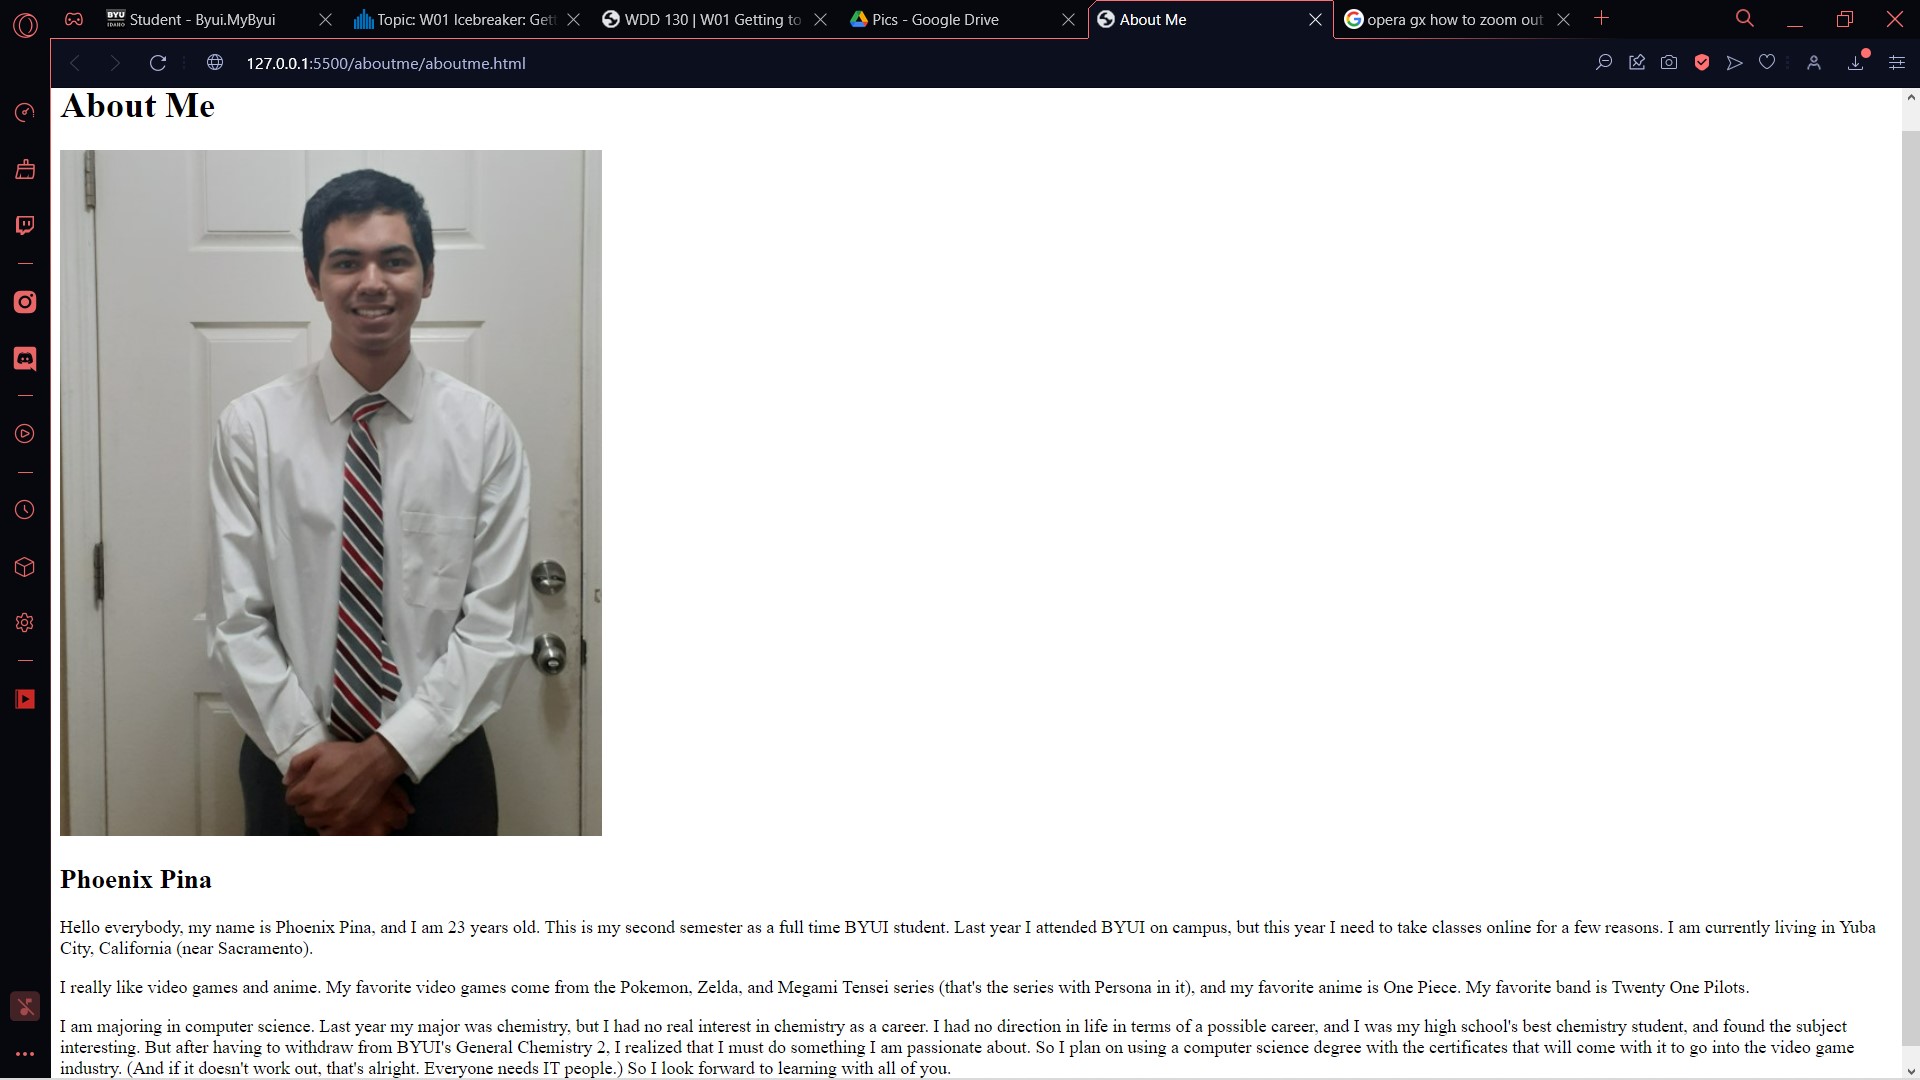 Student - Byui.MyByui
Topic: W01 Icebreaker: Gett
WDD 130 | W01 Getting to
Pics - Google Drive
About Me
opera gx how to zoom out
BYU
IDAHO
127.0.0.1:5500/aboutme/aboutme.html
About Me
Phoenix Pina
Hello everybody, my name is Phoenix Pina, and I am 23 years old. This is my second semester as a full time BYUI student. Last year I attended BYUI on campus, but this year I need to take classes online for a few reasons. I am currently living in Yuba
City, California (near Sacramento).
I really like video games and anime. My favorite video games come from the Pokemon, Zelda, and Megami Tensei series (that's the series with Persona in it), and my favorite anime is One Piece. My favorite band is Twenty One Pilots.
I am majoring in computer science. Last year my major was chemistry, but I had no real interest in chemistry as a career. I had no direction in life in terms of a possible career, and I was my high school's best chemistry student, and found the subject
interesting. But after having to withdraw from BYUI's General Chemistry 2, I realized that I must do something I am passionate about. So I plan on using a computer science degree with the certificates that will come with it to go into the video game
industry. (And if it doesn't work out, that's alright. Everyone needs IT people.) So I look forward to learning with all of you.